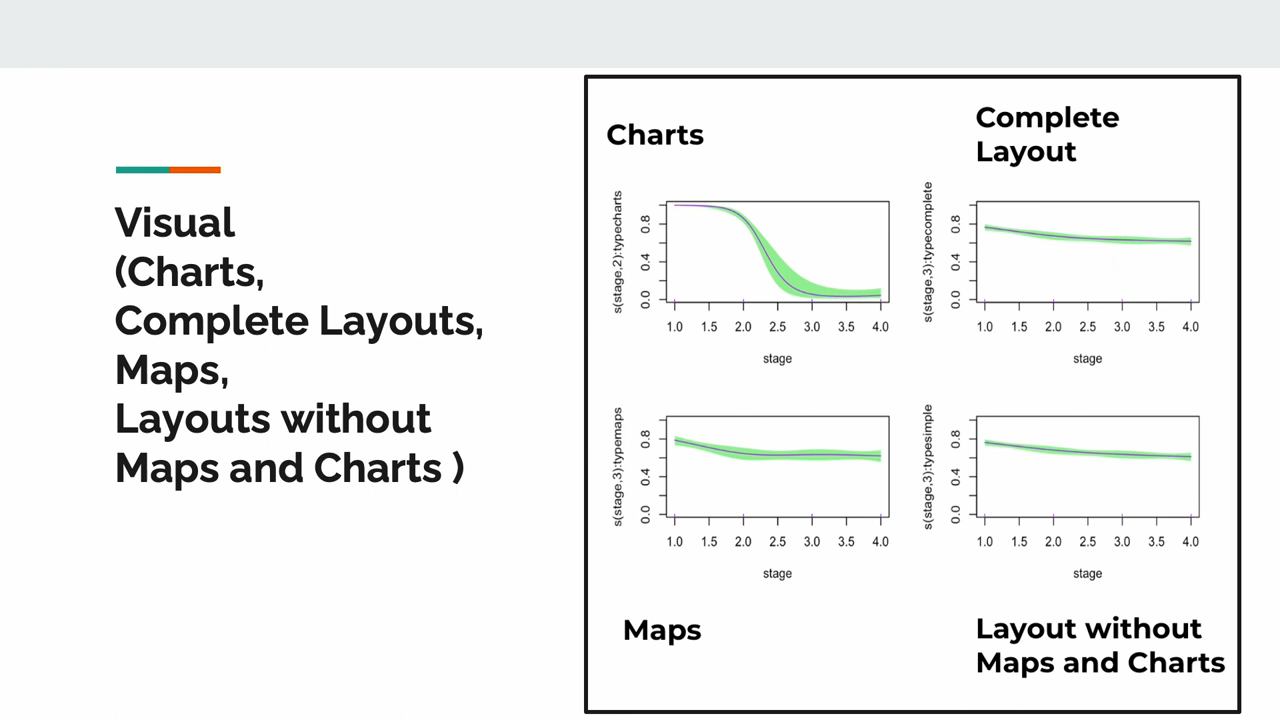 Visual
(Charts,
Complete Layouts,
Maps,
Layouts without
Maps and Charts )
Charts
Complete
Layout
s(stage,2):typecharts
0.0 0.4 0.8
1.0 1.5 2.0 2.5 3.0 3.5 4.0
stage
s(stage,3):typecomplete
0.0 0.4 0.8
1.0 1.5 2.0 2.5 3.0 3.5 4.0
stage
s(stage,3):typemaps
0.0 0.4 0.8
1.0 1.5 2.0 2.5 3.0 3.5 4.0
stage
s(stage,3):typesimple
0.0 0.4 0.8
1.0 1.5 2.0 2.5 3.0 3.5 4.0
stage
Maps
Layout without
Maps and Charts